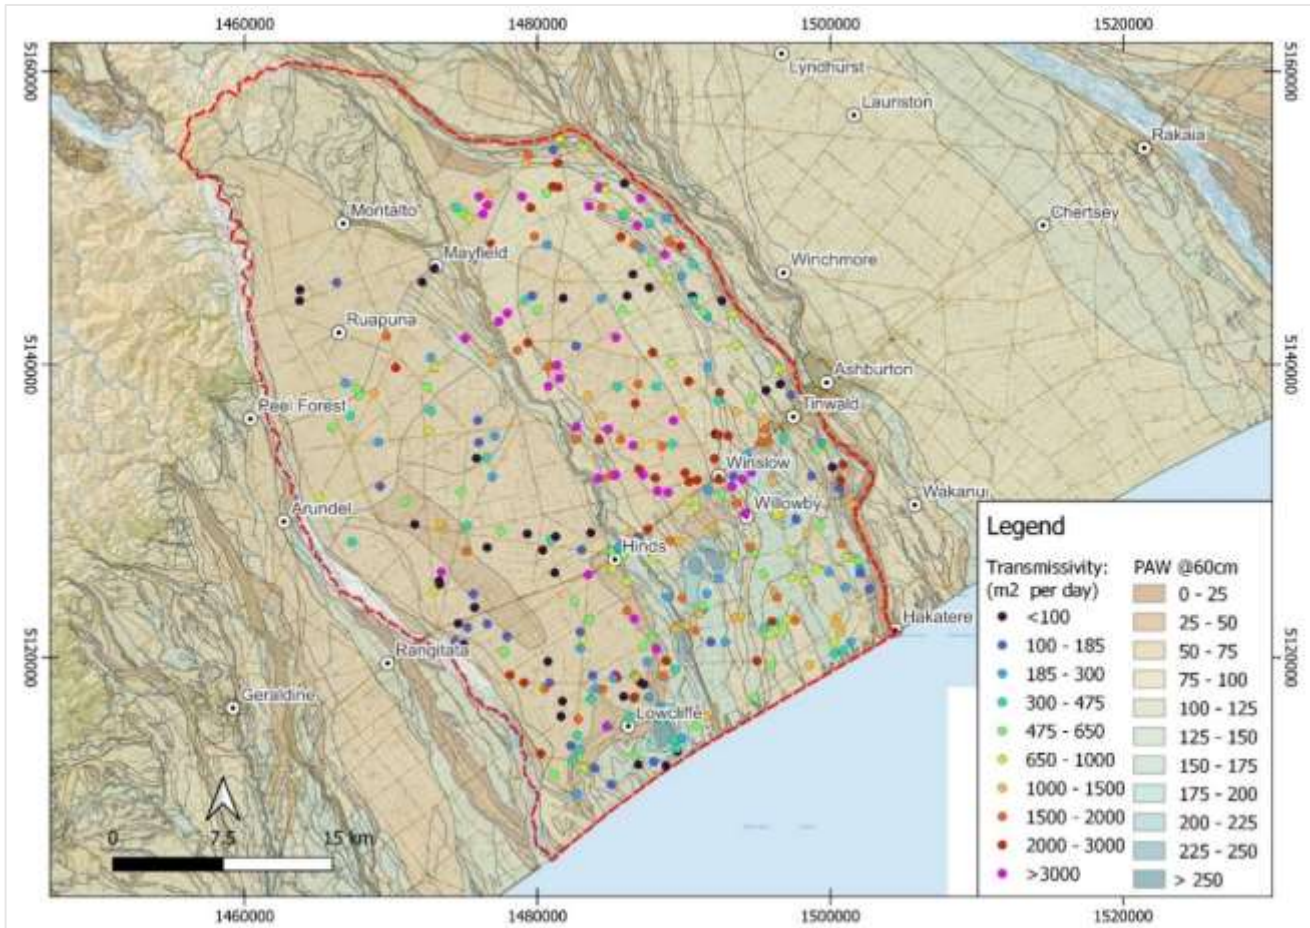 1460000
1480000
1500000
1520000
5160000
5160000
Lyndhurst
Lauriston
Rakaia
Montalto
Chertsey
Mayfield
Winchmore
Ruapuna
5140000
5140000
Ashburton
Peel Forest
Tinwald
Winslow
Arundel
Willowby
Wakanui
Hinds
Hakatere
Rangitata
5120000
5120000
Geraldine
Lowcliffe
0 7.5 15 km
Legend
Transmissivity:
(m2 per day)
<100
100 - 185
185 - 300
300 - 475
475 - 650
650 - 1000
1000 - 1500
1500 - 2000
2000 - 3000
>3000
PAW @60cm
0 - 25
25 - 50
50 - 75
75 - 100
100 - 125
125 - 150
150 - 175
175 - 200
200 - 225
225 - 250
> 250
1460000
1480000
1500000
1520000